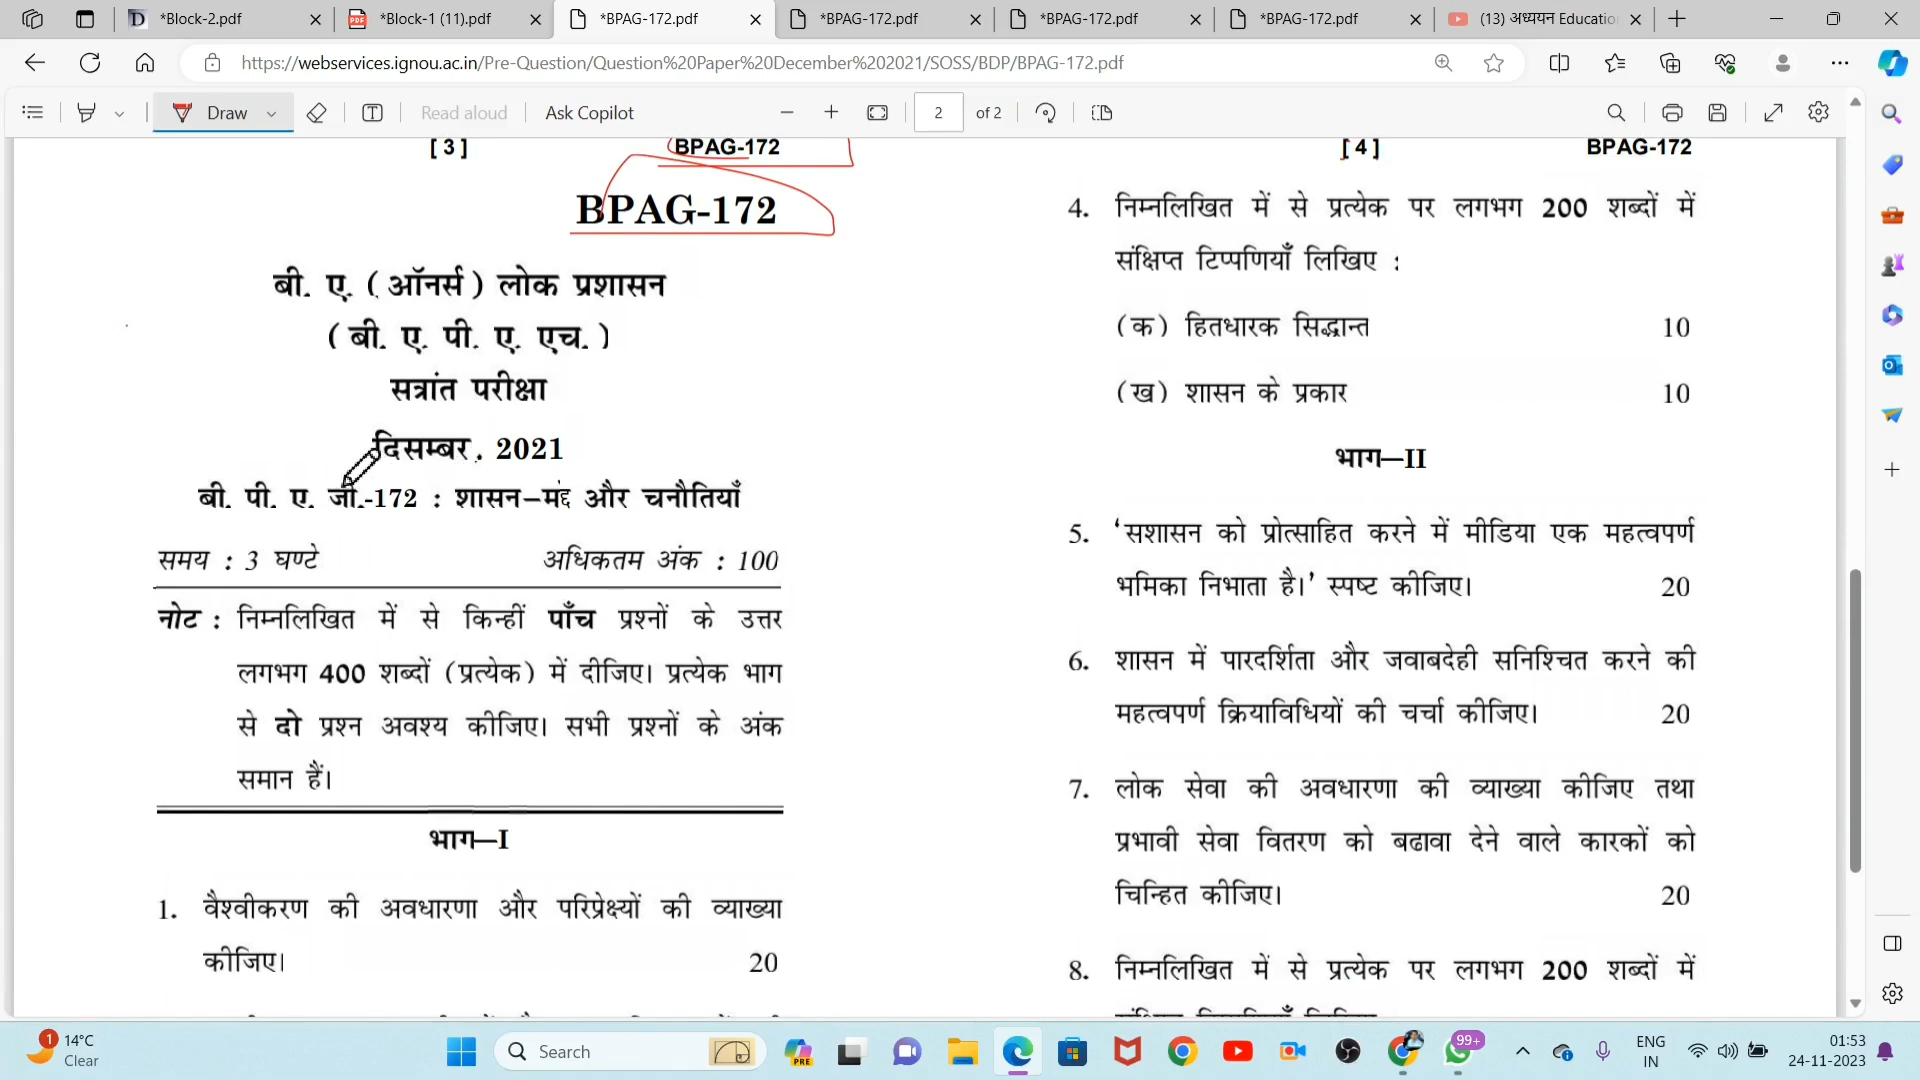 *Block-2.pdf
*Block-1 (11).pdf
*BPAG-172.pdf
*BPAG-172.pdf
*BPAG-172.pdf
*BPAG-172.pdf
(13) अध्ययन Educatio
https://webservices.ignou.ac.in/Pre-Question/Question%20Paper%20December%202021/SOSS/BDP/BPAG-172.pdf
Draw
Read aloud
Ask Copilot
2 of 2
[ 3 ] BPAG-172
BPAG-172
बी. ए. ( ऑनर्स ) लोक प्रशासन
( बी. ए. पी. ए. एच. )
सत्रांत परीक्षा
दिसम्बर, 2021
बी. पी. ए. जी.-172 : शासन–मुद्दे और चनौतियाँ
समय : 3 घण्टे अधिकतम अंक : 100
नोट : निम्नलिखित में से किन्हीं पाँच प्रश्नों के उत्तर
लगभग 400 शब्दों (प्रत्येक) में दीजिए। प्रत्येक भाग
से दो प्रश्न अवश्य कीजिए। सभी प्रश्नों के अंक
समान हैं।
भाग—I
1. वैश्वीकरण की अवधारणा और परिप्रेक्ष्यों की व्याख्या
कीजिए। 20
[ 4 ] BPAG-172
4. निम्नलिखित में से प्रत्येक पर लगभग 200 शब्दों में
संक्षिप्त टिप्पणियाँ लिखिए :
(क) हितधारक सिद्धान्त 10
(ख) शासन के प्रकार 10
भाग—II
5. ‘सशासन को प्रोत्साहित करने में मीडिया एक महत्वपर्ण
भमिका निभाता है।’ स्पष्ट कीजिए। 20
6. शासन में पारदर्शिता और जवाबदेही सनिश्चित करने की
महत्वपर्ण क्रियाविधियों की चर्चा कीजिए। 20
7. लोक सेवा की अवधारणा की व्याख्या कीजिए तथा
प्रभावी सेवा वितरण को बढावा देने वाले कारकों को
चिन्हित कीजिए। 20
8. निम्नलिखित में से प्रत्येक पर लगभग 200 शब्दों में
1
14°C
Clear
Search
PRE
99+
ENG
IN
01:53
24-11-2023